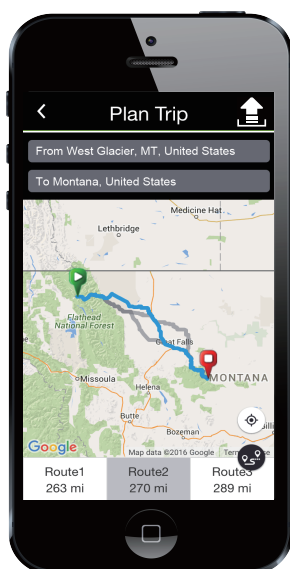 Plan Trip
From West Glacier, MT, United States
To Montana, United States
Medicine Hat
Lethbridge
Flathead
National Forest
Great Falls
Missoula
MONTANA
Helena
Butte
Bozeman
Google
Map data ©2016 Google
Route1
Route2
Route3
263 mi
270 mi
289 mi